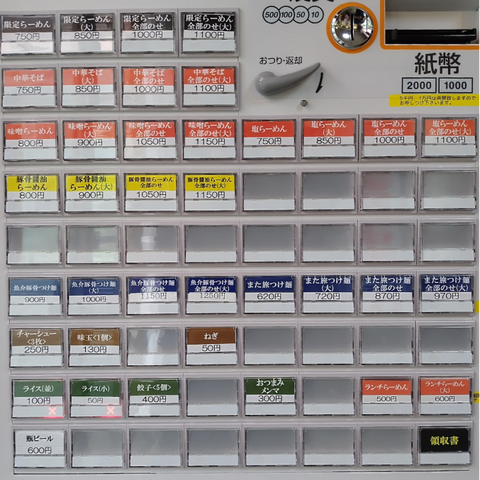 500 100 50 10
おつり・返却
紙幣
2000 1000
限定らーめん
750円
限定らーめん
(大)
850円
限定らーめん
全部のせ
1000円
限定らーめん
全部のせ(大)
1100円
中華そば
750円
中華そば
(大)
850円
中華そば
全部のせ
1000円
中華そば
全部のせ(大)
1100円
味噌らーめん
800円
味噌らーめん
(大)
900円
味噌らーめん
全部のせ
1050円
味噌らーめん
全部のせ(大)
1150円
塩らーめん
750円
塩らーめん
(大)
850円
塩らーめん
全部のせ
1000円
塩らーめん
全部のせ(大)
1100円
豚骨醤油
らーめん
800円
豚骨醤油
らーめん(大)
900円
豚骨醤油らーめん
全部のせ
1050円
豚骨醤油らーめん
全部のせ(大)
1150円
魚介豚骨つけ麺
900円
魚介豚骨つけ麺
(大)
1000円
魚介豚骨つけ麺
全部のせ
1150円
魚介豚骨つけ麺
全部のせ(大)
1250円
また旅つけ麺
620円
また旅つけ麺
(大)
720円
また旅つけ麺
全部のせ
870円
また旅つけ麺
全部のせ(大)
970円
チャーシュー
<3枚>
250円
味玉<1個>
130円
ねぎ
50円
ライス(並)
100円
ライス(小)
50円
餃子<5個>
400円
おつまみ
メンマ
300円
ランチらーめん
500円
ランチらーめん
(大)
600円
瓶ビール
600円
領収書